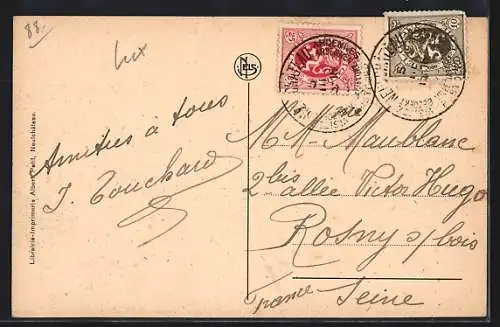 88.
lux
Amitiés à tous
J. Touchard
Librairie-Imprimerie Albert Petit, Neufchâteau.
NELS
M. Maublanc
2 bis allée Victor Hugo
Rosny s/bois
Seine
France